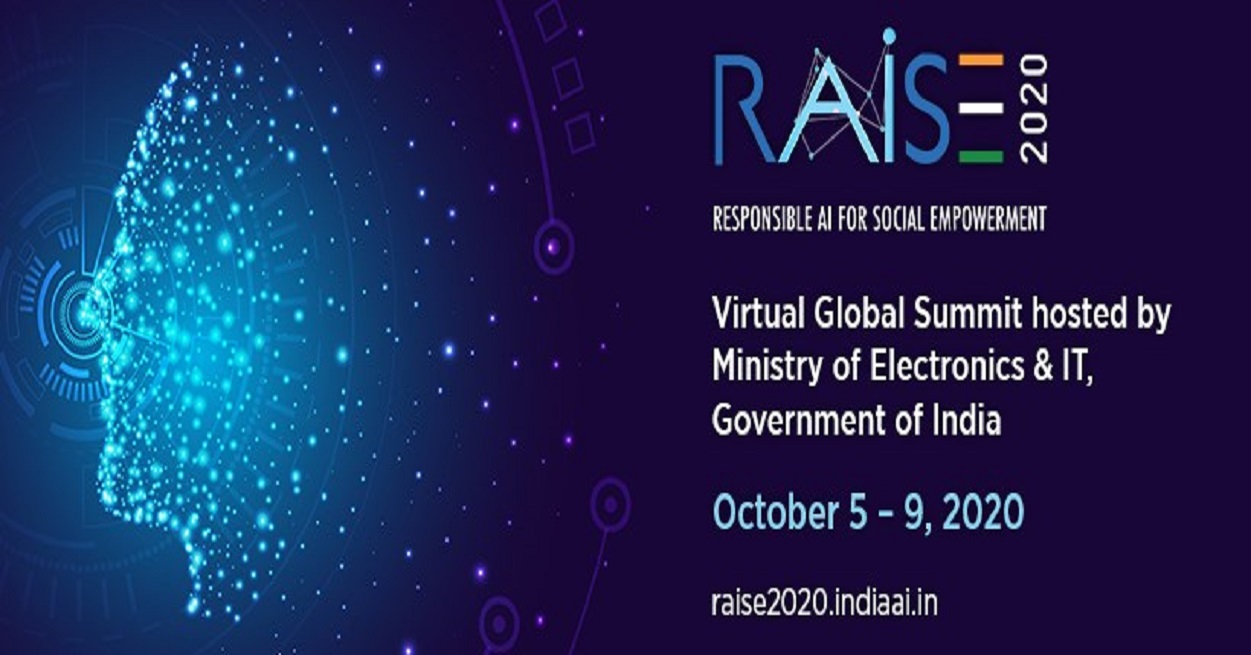 RAISE 2020
RESPONSIBLE AI FOR SOCIAL EMPOWERMENT
Virtual Global Summit hosted by
Ministry of Electronics & IT,
Government of India
October 5 – 9, 2020
raise2020.indiaai.in